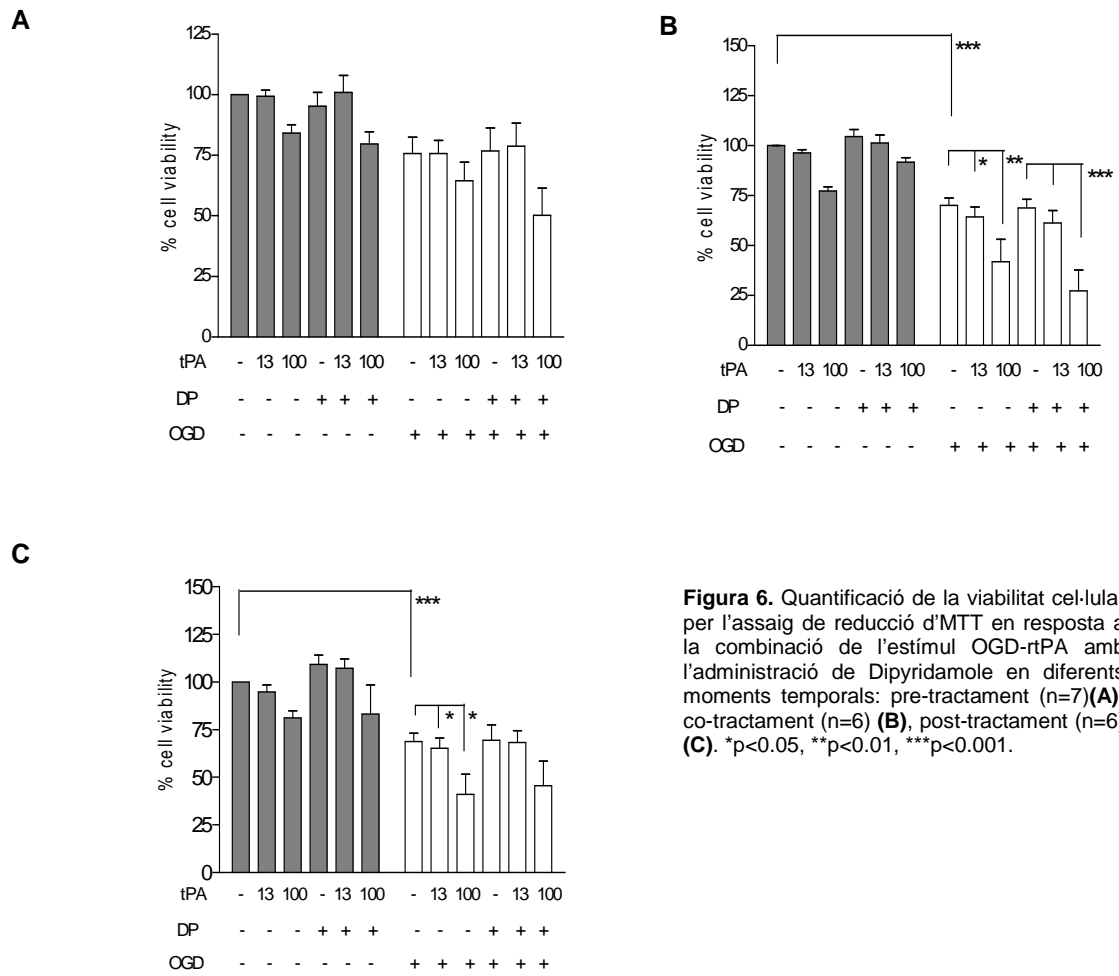 A
125
100
75
50
25
0
% cell viability
tPA - 13 100 - 13 100 - 13 100 - 13 100
DP - - - + + + - - - + + +
OGD - - - - - - + + + + + +
B
150
125
100
75
50
25
0
% cell viability
***
* ** ***
tPA - 13 100 - 13 100 - 13 100 - 13 100
DP - - - + + + - - - + + +
OGD - - - - - - + + + + + +
C
150
125
100
75
50
25
0
% cell viability
***
* *
tPA - 13 100 - 13 100 - 13 100 - 13 100
DP - - - + + + - - - + + +
OGD - - - - - - + + + + + +
Figura 6. Quantificació de la viabilitat cel·lula
per l'assaig de reducció d'MTT en resposta a
la combinació de l'estímul OGD-rtPA amb
l'administració de Dipyridamole en diferents
moments temporals: pre-tractament (n=7)(A)
co-tractament (n=6) (B), post-tractament (n=6
(C). *p<0.05, **p<0.01, ***p<0.001.